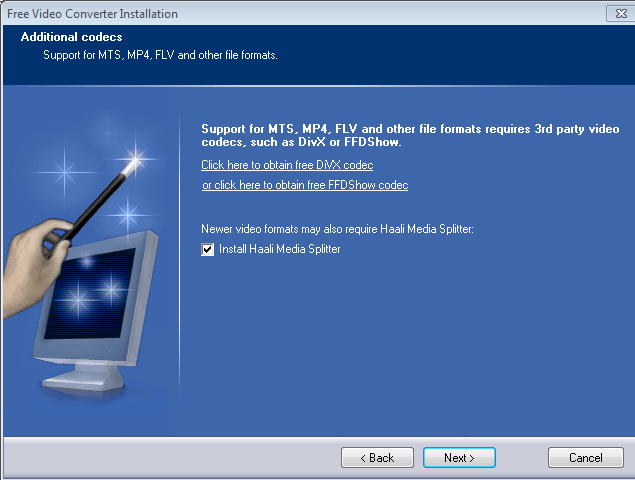 Free Video Converter Installation
Additional codecs
Support for MTS, MP4, FLV and other file formats.
Support for MTS, MP4, FLV and other file formats requires 3rd party video
codecs, such as DivX or FFDShow.
Click here to obtain free DiVX codec
or click here to obtain free FFDShow codec
Newer video formats may also require Haali Media Splitter:
Install Haali Media Splitter
< Back
Next >
Cancel